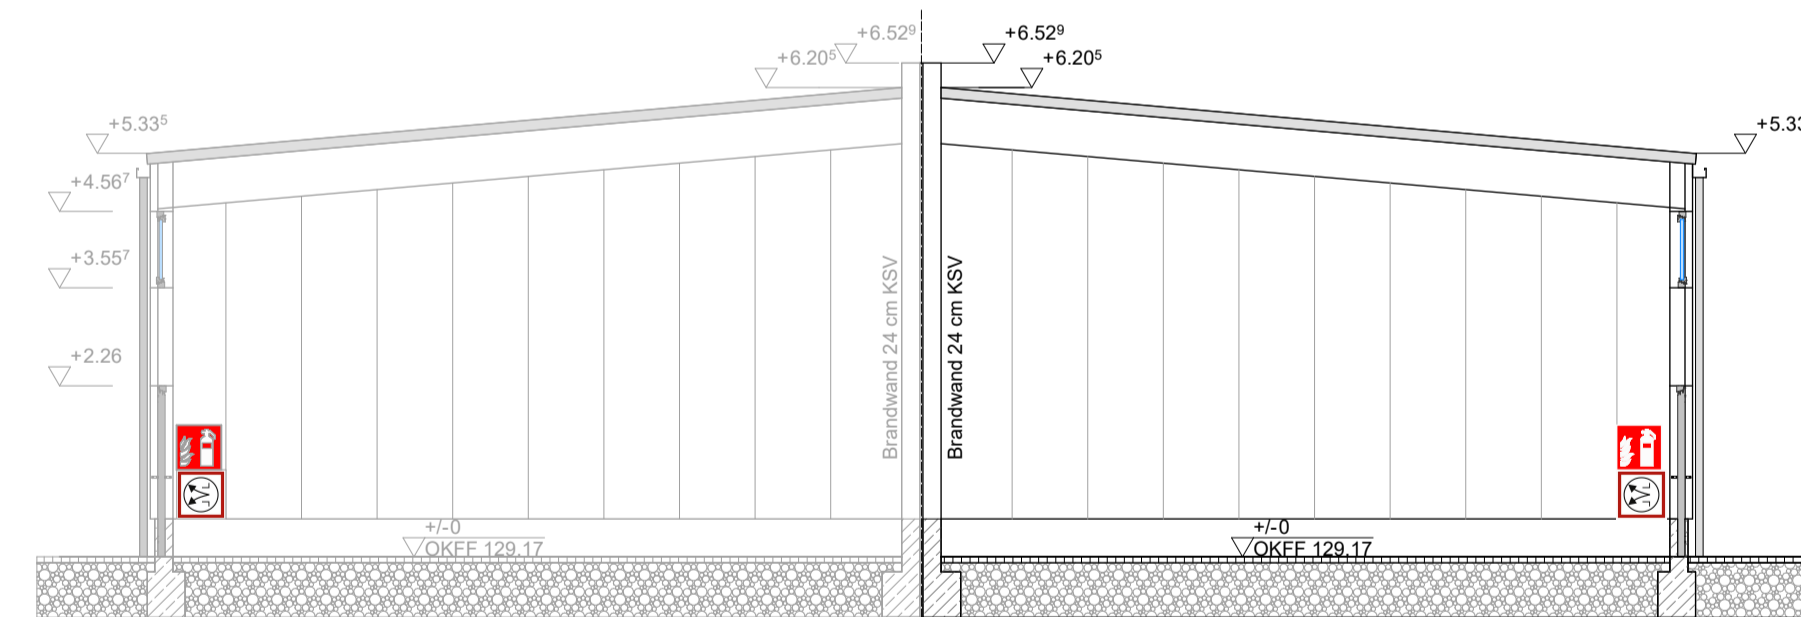 +6.52⁹
+6.52⁹
+6.20⁵
+6.20⁵
+5.33⁵
+5.33
+4.56⁷
+3.55⁷
+2.26
Brandwand 24 cm KSV
Brandwand 24 cm KSV
+/-0
OKFF 129.17
+/-0
OKFF 129.17